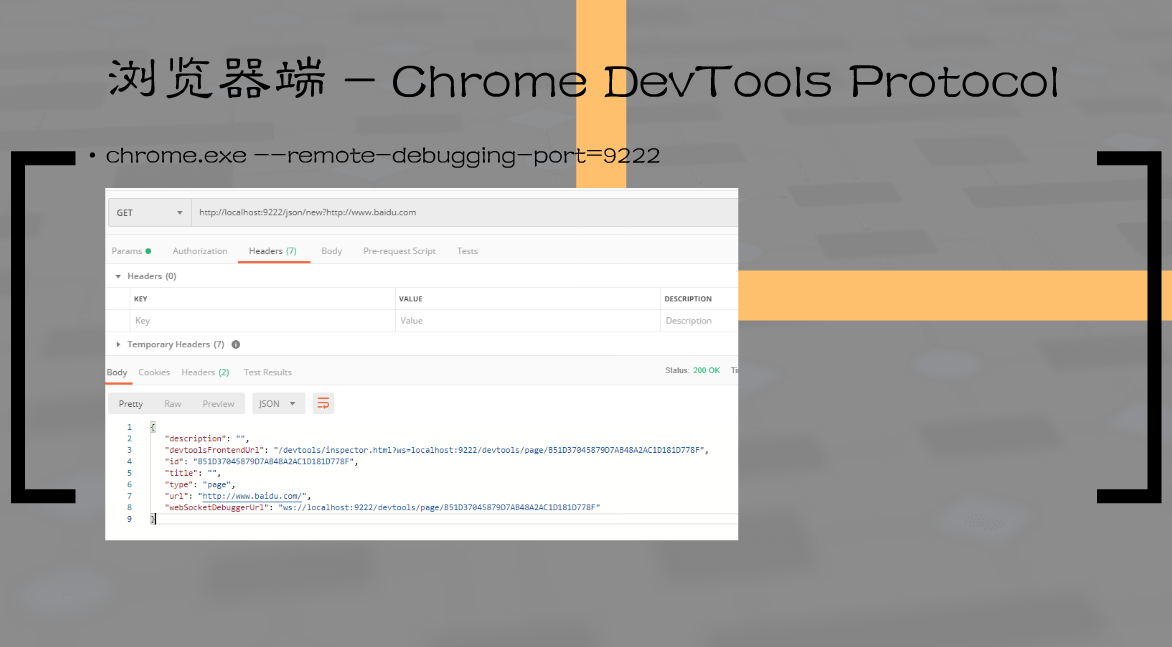 浏览器端 – Chrome DevTools Protocol
• chrome.exe --remote-debugging-port=9222
GET http://localhost:9222/json/new?http://www.baidu.com
Params Authorization Headers (7) Body Pre-request Script Tests
Headers (0)
KEY VALUE DESCRIPTION
Key Value Description
Temporary Headers (7)
Body Cookies Headers (2) Test Results Status: 200 OK
Pretty Raw Preview JSON
1 {
2 "description": "",
3 "devtoolsFrontendUrl": "/devtools/inspector.html?ws=localhost:9222/devtools/page/B51D37045879D7AB48A2AC1D181D778F",
4 "id": "B51D37045879D7AB48A2AC1D181D778F",
5 "title": "",
6 "type": "page",
7 "url": "http://www.baidu.com/",
8 "webSocketDebuggerUrl": "ws://localhost:9222/devtools/page/B51D37045879D7AB48A2AC1D181D778F"
9 }